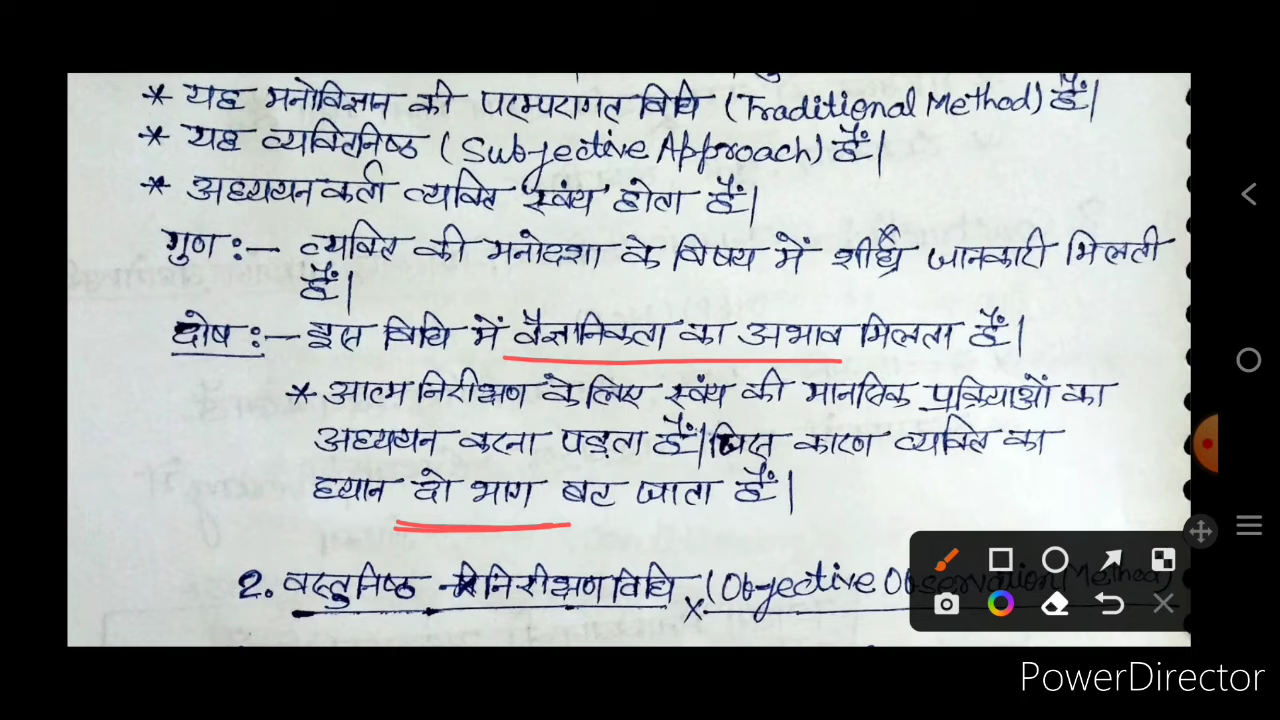 * यह मनोविज्ञान की परम्परागत विधि (Traditional Method) हैं।
* यह व्यक्तिनिष्ठ (Subjective Approach) हैं।
* अध्ययनकर्ता व्यक्ति 'स्वंय' होता हैं।
गुण :- व्यक्ति की मनोदशा के विषय में शीघ्र जानकारी मिलती
हैं।
दोष :- इस विधि में वैज्ञानिकता का अभाव मिलता हैं।
* आत्म निरीक्षण के लिए स्वंय की मानसिक प्रक्रियाओं का
अध्ययन करना पड़ता हैं। जिस कारण व्यक्ति का
ध्यान दो भाग बट जाता हैं।
2. वस्तुनिष्ठ - निरीक्षण विधि (Objective Observation Method)
PowerDirector